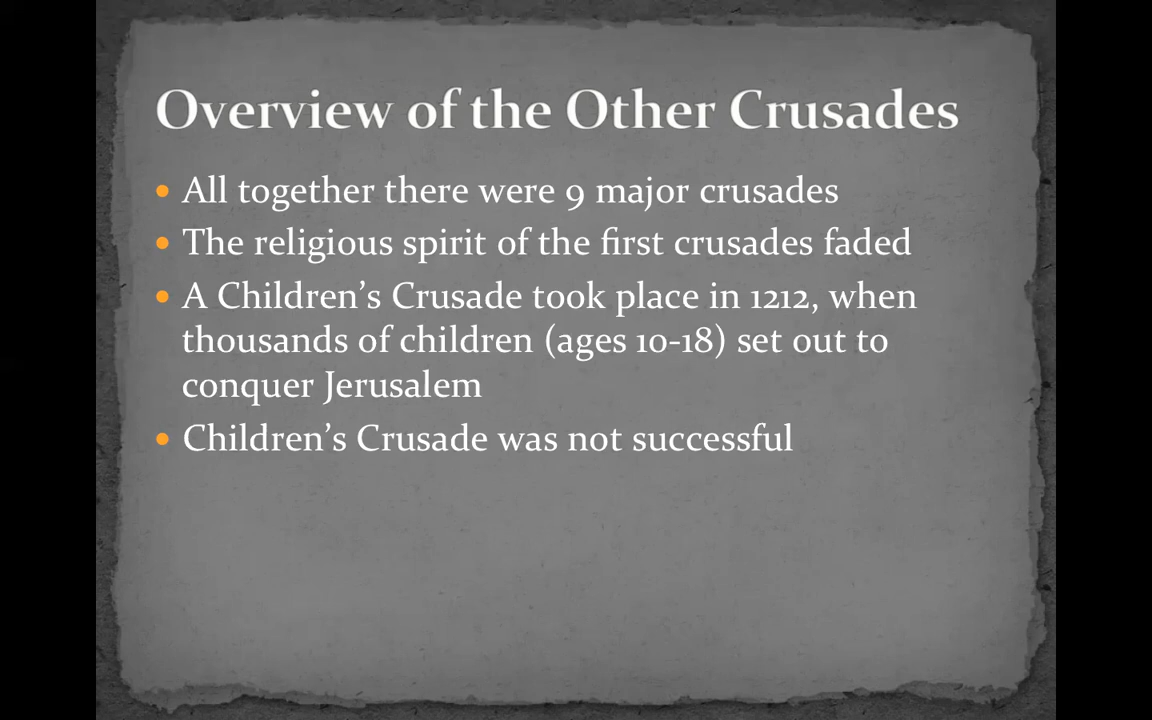 Overview of the Other Crusades
• All together there were 9 major crusades
• The religious spirit of the first crusades faded
• A Children's Crusade took place in 1212, when
thousands of children (ages 10-18) set out to
conquer Jerusalem
• Children's Crusade was not successful